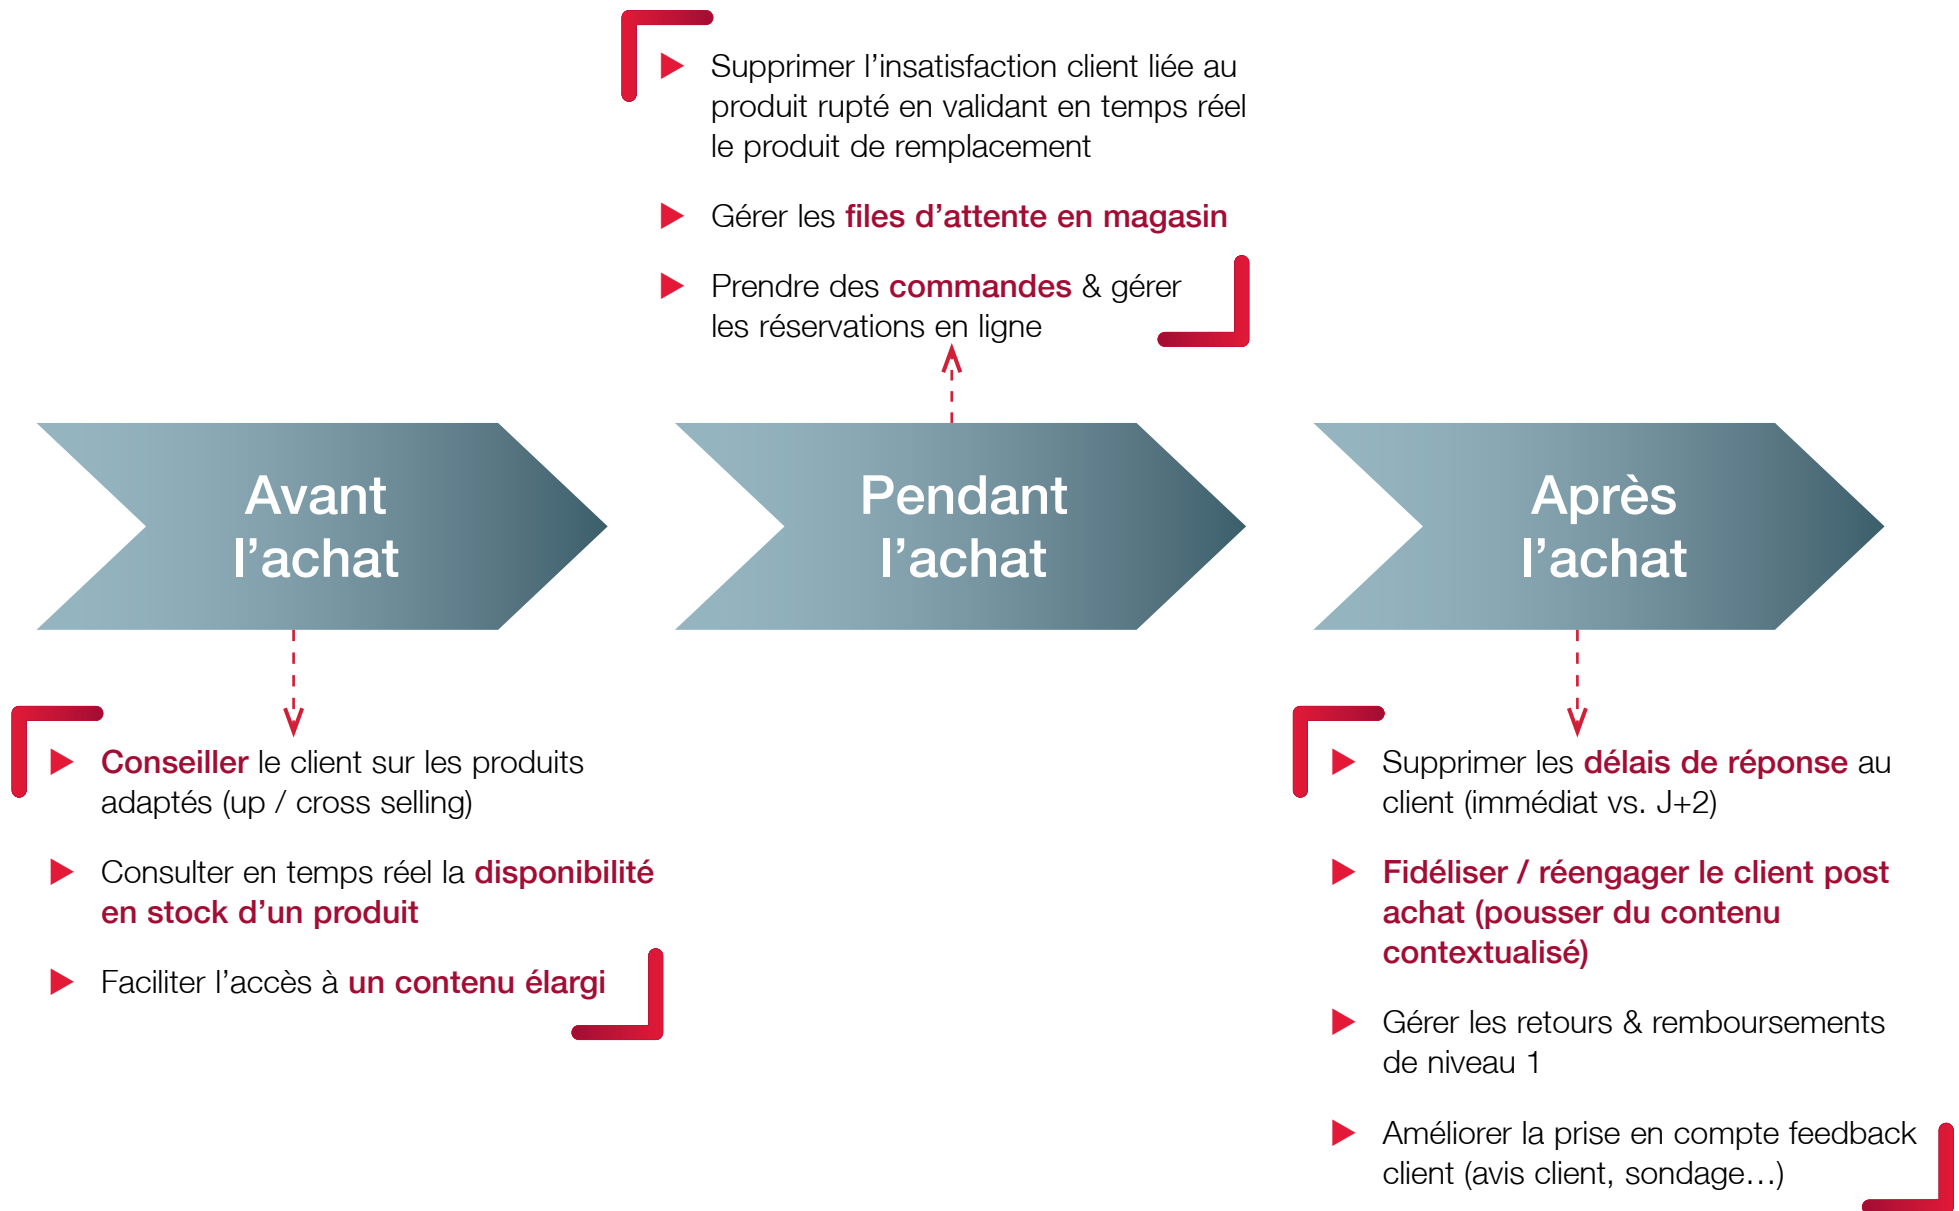 Supprimer l’insatisfaction client liée au
produit rupté en validant en temps réel
le produit de remplacement
Gérer les files d’attente en magasin
Prendre des commandes & gérer
les réservations en ligne
Avant
l’achat
Pendant
l’achat
Après
l’achat
Conseiller le client sur les produits
adaptés (up / cross selling)
Consulter en temps réel la disponibilité
en stock d’un produit
Faciliter l’accès à un contenu élargi
Supprimer les délais de réponse au
client (immédiat vs. J+2)
Fidéliser / réengager le client post
achat (pousser du contenu
contextualisé)
Gérer les retours & remboursements
de niveau 1
Améliorer la prise en compte feedback
client (avis client, sondage…)